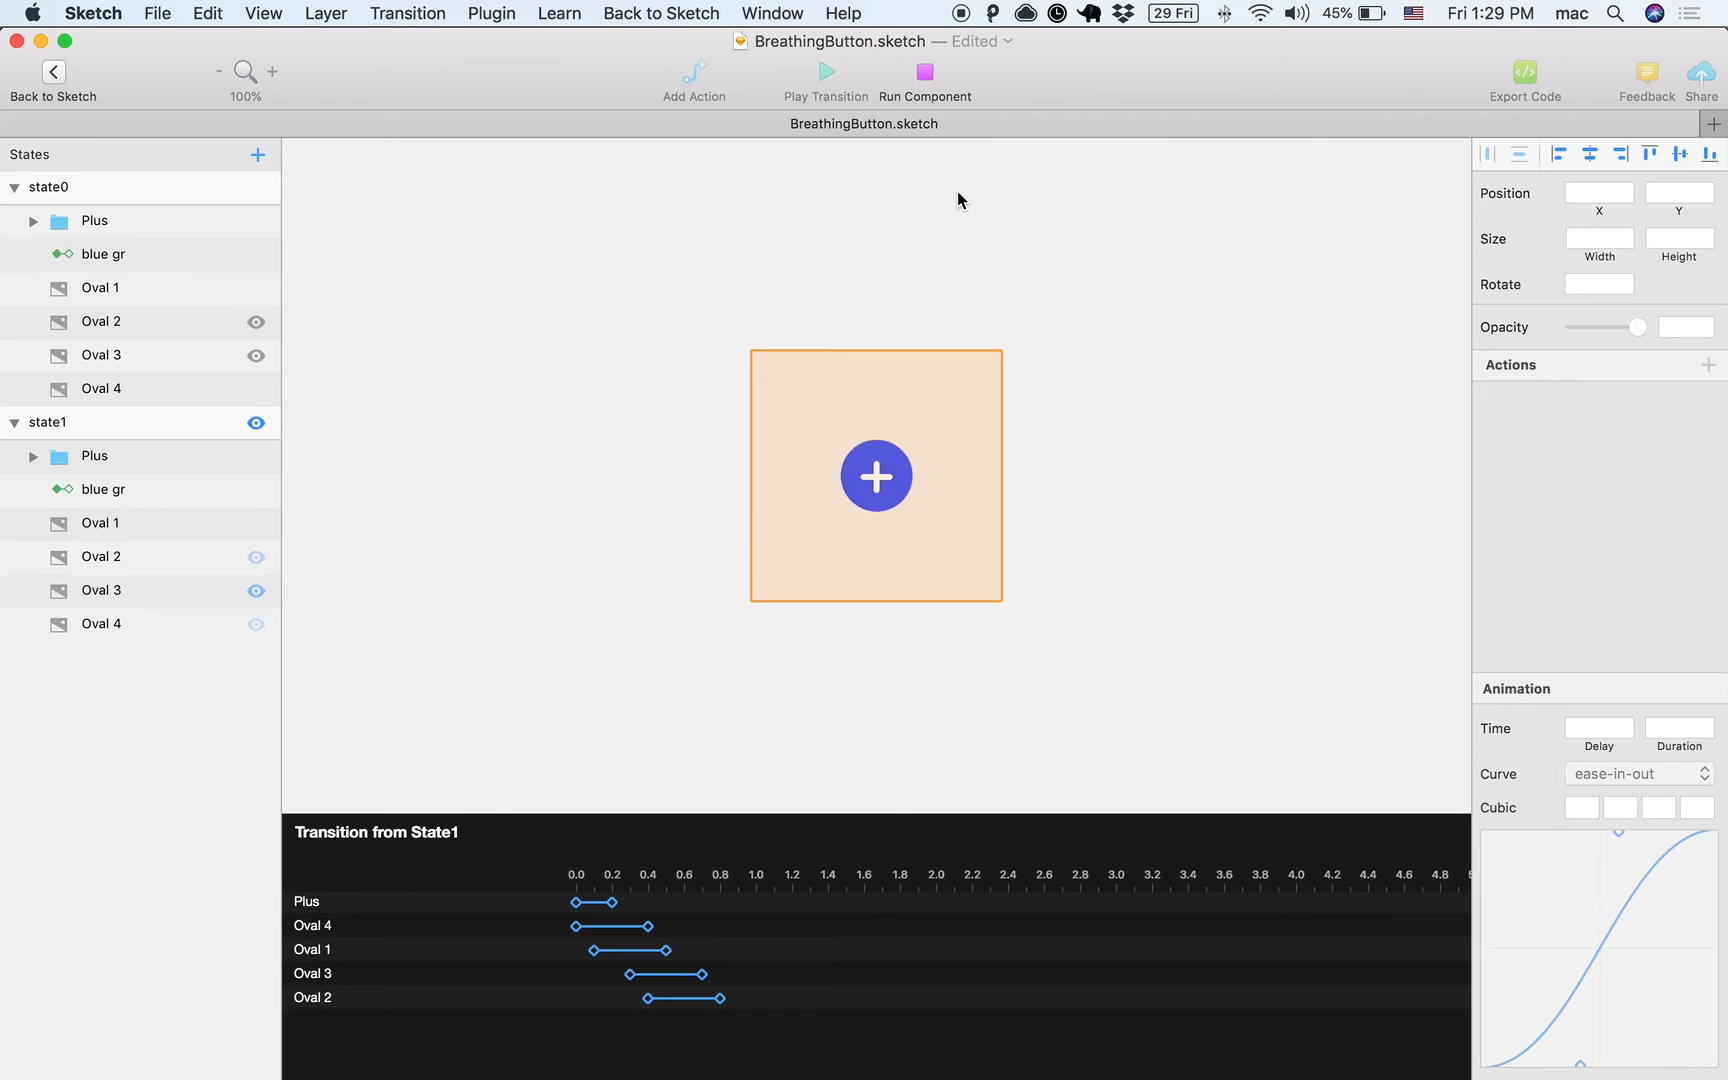 Sketch File Edit View Layer Transition Plugin Learn Back to Sketch Window Help 29 Fri 45% Fri 1:29 PM mac
BreathingButton.sketch — Edited
Back to Sketch - + 100% Add Action Play Transition Run Component Export Code Feedback Share
BreathingButton.sketch +
States +
state0
Plus
blue gr
Oval 1
Oval 2
Oval 3
Oval 4
state1
Plus
blue gr
Oval 1
Oval 2
Oval 3
Oval 4
Position
X Y
Size
Width Height
Rotate
Opacity
Actions +
Animation
Time
Delay Duration
Curve ease-in-out
Cubic
Transition from State1
0.0 0.2 0.4 0.6 0.8 1.0 1.2 1.4 1.6 1.8 2.0 2.2 2.4 2.6 2.8 3.0 3.2 3.4 3.6 3.8 4.0 4.2 4.4 4.6 4.8
Plus
Oval 4
Oval 1
Oval 3
Oval 2